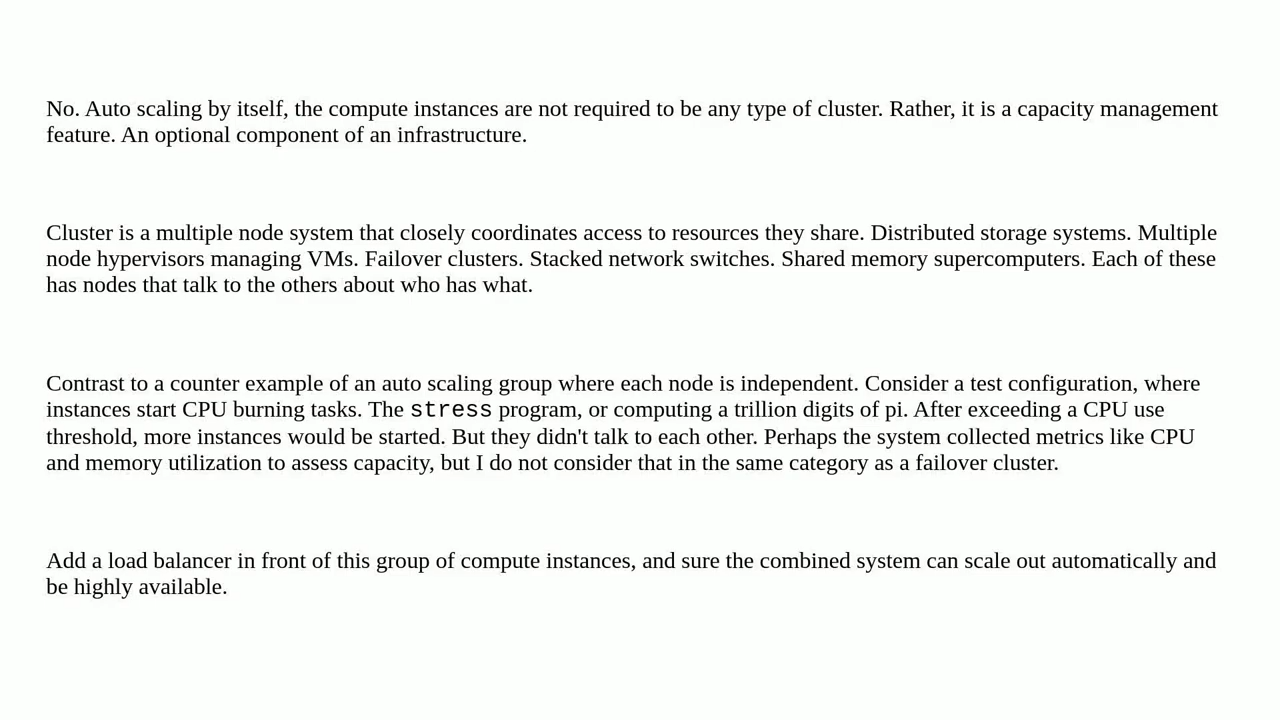 No. Auto scaling by itself, the compute instances are not required to be any type of cluster. Rather, it is a capacity management
feature. An optional component of an infrastructure.
Cluster is a multiple node system that closely coordinates access to resources they share. Distributed storage systems. Multiple
node hypervisors managing VMs. Failover clusters. Stacked network switches. Shared memory supercomputers. Each of these
has nodes that talk to the others about who has what.
Contrast to a counter example of an auto scaling group where each node is independent. Consider a test configuration, where
instances start CPU burning tasks. The stress program, or computing a trillion digits of pi. After exceeding a CPU use
threshold, more instances would be started. But they didn't talk to each other. Perhaps the system collected metrics like CPU
and memory utilization to assess capacity, but I do not consider that in the same category as a failover cluster.
Add a load balancer in front of this group of compute instances, and sure the combined system can scale out automatically and
be highly available.